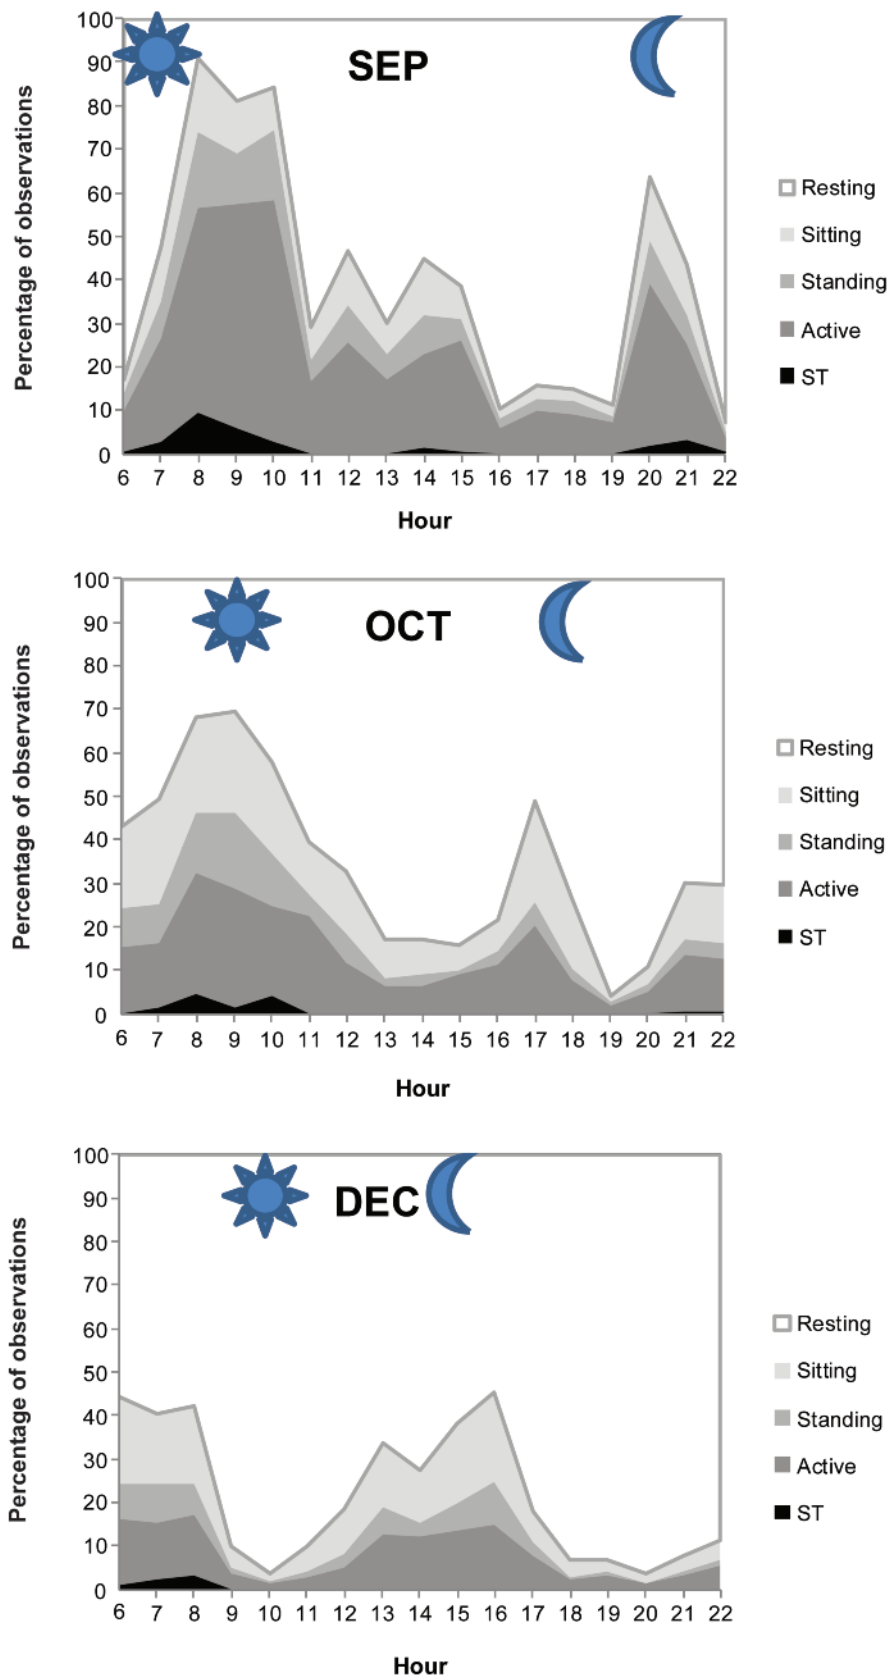 SEP
Percentage of observations
100
90
80
70
60
50
40
30
20
10
0
6 7 8 9 10 11 12 13 14 15 16 17 18 19 20 21 22
Hour
Resting
Sitting
Standing
Active
ST
OCT
Percentage of observations
100
90
80
70
60
50
40
30
20
10
0
6 7 8 9 10 11 12 13 14 15 16 17 18 19 20 21 22
Hour
Resting
Sitting
Standing
Active
ST
DEC
Percentage of observations
100
90
80
70
60
50
40
30
20
10
0
6 7 8 9 10 11 12 13 14 15 16 17 18 19 20 21 22
Hour
Resting
Sitting
Standing
Active
ST